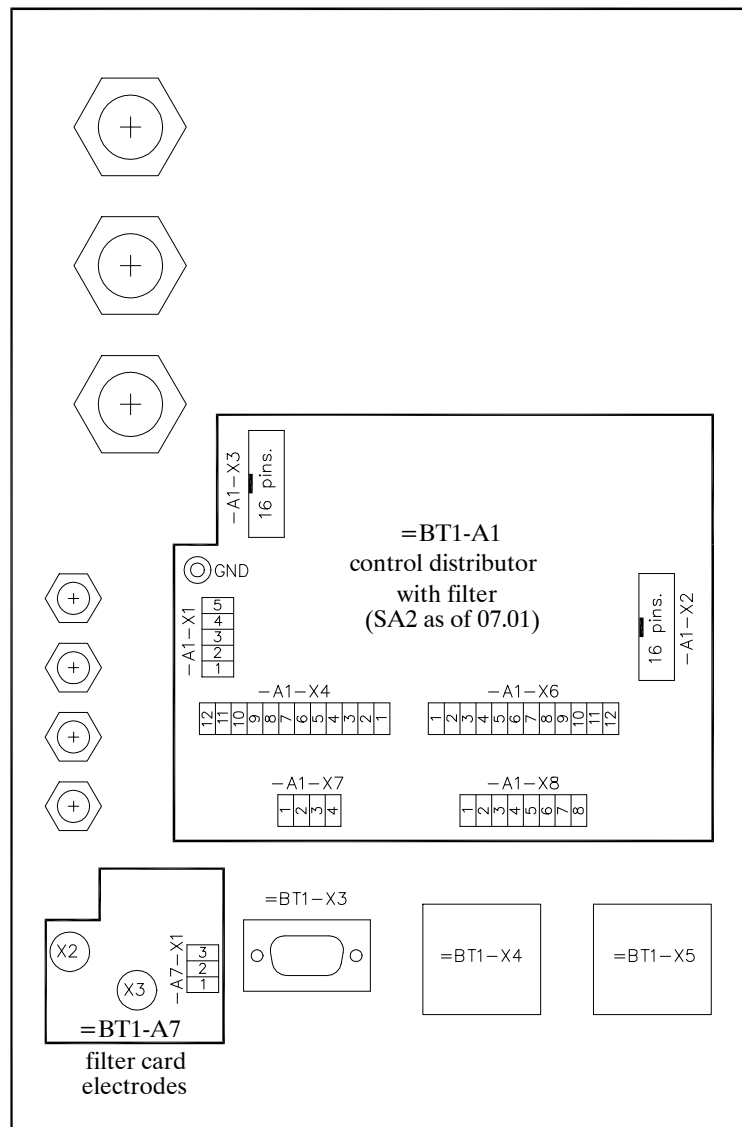 -A1-X3
16 pins.
=BT1-A1
control distributor
with filter
(SA2 as of 07.01)
GND
-A1-X1
5
4
3
2
1
16 pins.
-A1-X2
-A1-X4
12 11 10 9 8 7 6 5 4 3 2 1
-A1-X6
1 2 3 4 5 6 7 8 9 10 11 12
-A1-X7
1 2 3 4
-A1-X8
1 2 3 4 5 6 7 8
X2
X3
-A7-X1
3
2
1
=BT1-A7
filter card
electrodes
=BT1-X3
=BT1-X4
=BT1-X5